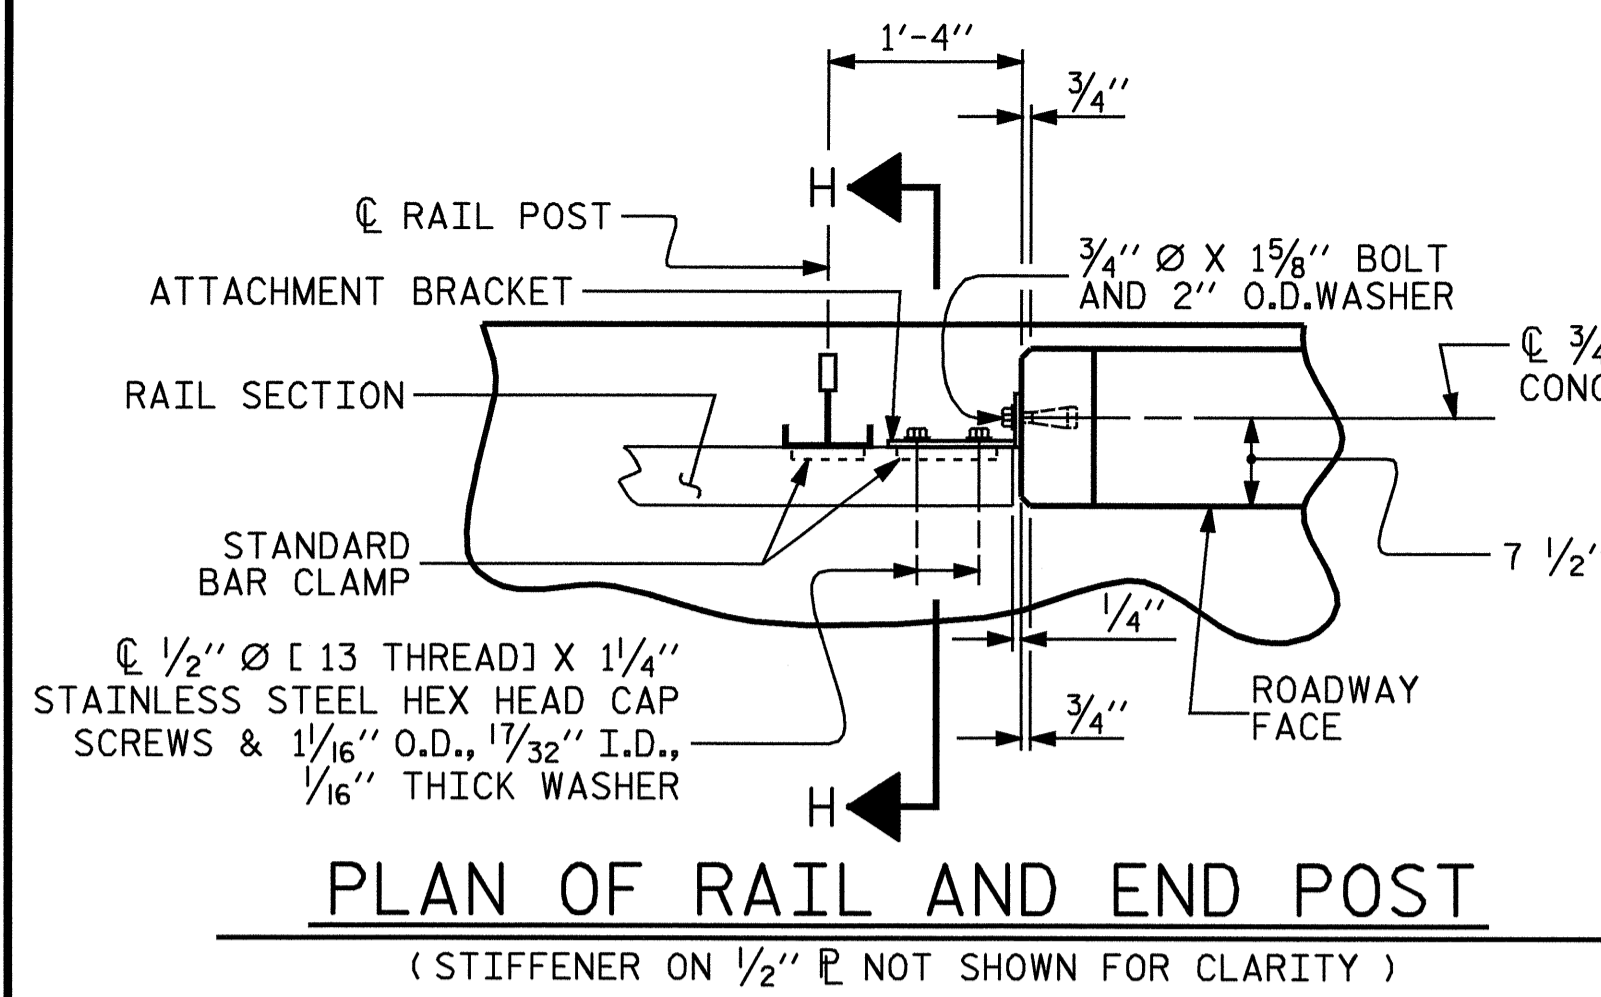 1'-4"
3/4"
H
℄ RAIL POST
3/4" Ø X 1 5/8" BOLT
AND 2" O.D. WASHER
ATTACHMENT BRACKET
℄ 3/4
CONC
RAIL SECTION
STANDARD
BAR CLAMP
7 1/2"
1/4"
℄ 1/2" Ø [ 13 THREAD] X 1 1/4"
STAINLESS STEEL HEX HEAD CAP
SCREWS & 1 1/16" O.D., 17/32" I.D.,
1/16" THICK WASHER
3/4"
ROADWAY
FACE
H
PLAN OF RAIL AND END POST
( STIFFENER ON 1/2" ⅊ NOT SHOWN FOR CLARITY )